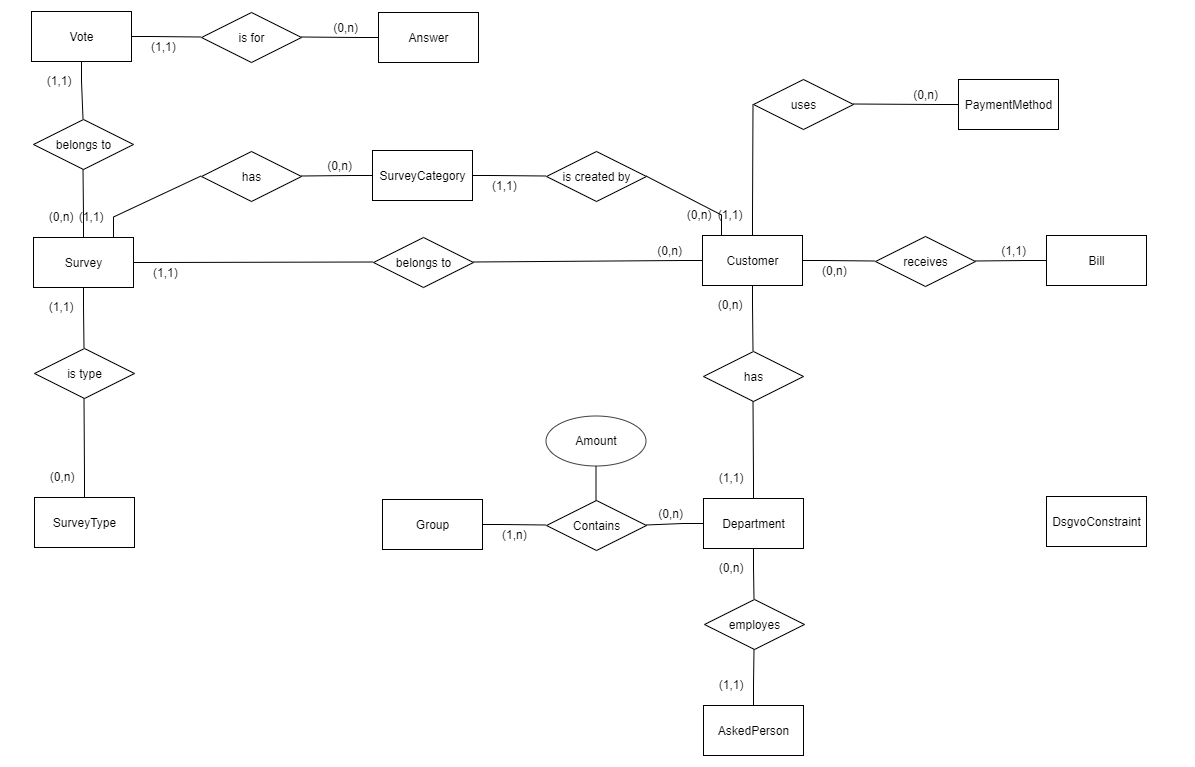 Vote
(1,1)
is for
(0,n)
Answer
(1,1)
uses
(0,n)
PaymentMethod
belongs to
has
(0,n)
SurveyCategory
(1,1)
is created by
(0,n)
(1,1)
(0,n)
(1,1)
Survey
(1,1)
belongs to
(0,n)
Customer
(0,n)
receives
(1,1)
Bill
(1,1)
(0,n)
is type
has
Amount
(0,n)
(1,1)
SurveyType
Group
(1,n)
Contains
(0,n)
Department
DsgvoConstraint
(0,n)
employes
(1,1)
AskedPerson